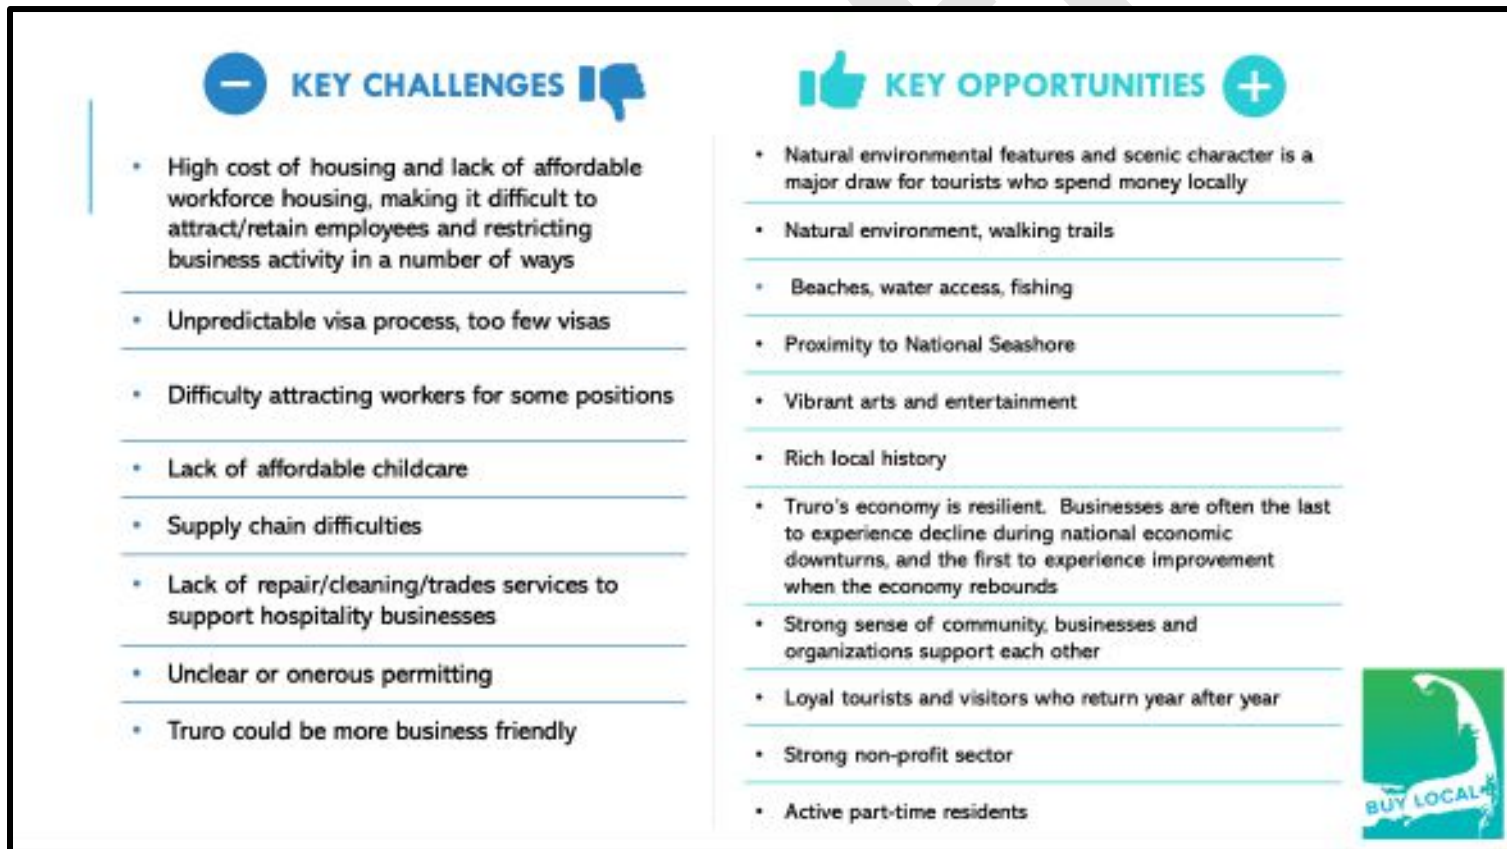 KEY CHALLENGES
• High cost of housing and lack of affordable
workforce housing, making it difficult to
attract/retain employees and restricting
business activity in a number of ways
• Unpredictable visa process, too few visas
• Difficulty attracting workers for some positions
• Lack of affordable childcare
• Supply chain difficulties
• Lack of repair/cleaning/trades services to
support hospitality businesses
• Unclear or onerous permitting
• Truro could be more business friendly
KEY OPPORTUNITIES
• Natural environmental features and scenic character is a
major draw for tourists who spend money locally
• Natural environment, walking trails
• Beaches, water access, fishing
• Proximity to National Seashore
• Vibrant arts and entertainment
• Rich local history
• Truro's economy is resilient. Businesses are often the last
to experience decline during national economic
downturns, and the first to experience improvement
when the economy rebounds
• Strong sense of community, businesses and
organizations support each other
• Loyal tourists and visitors who return year after year
• Strong non-profit sector
• Active part-time residents
BUY LOCAL